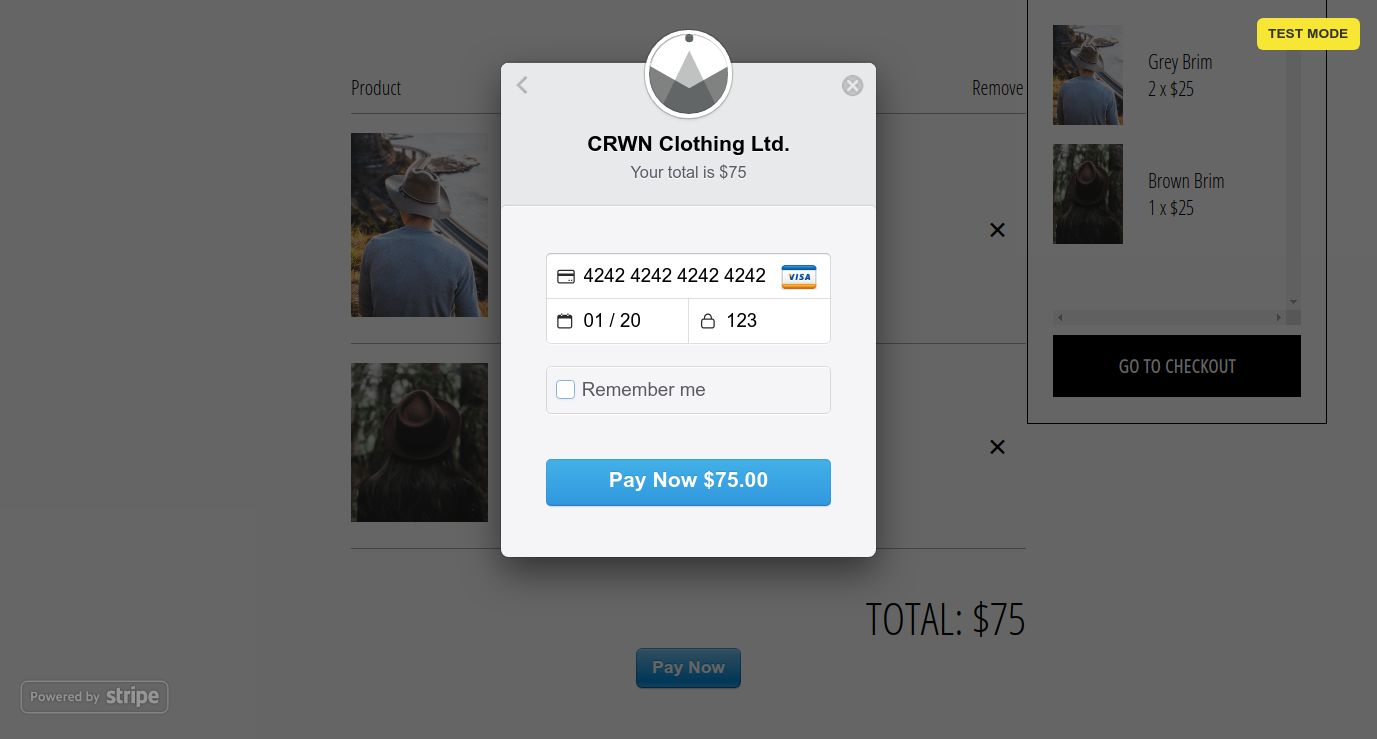 TEST MODE
Product
Remove
CRWN Clothing Ltd.
Your total is $75
4242 4242 4242 4242 VISA
01 / 20
123
Remember me
Pay Now $75.00
Grey Brim
2 x $25
Brown Brim
1 x $25
GO TO CHECKOUT
TOTAL: $75
Pay Now
Powered by stripe